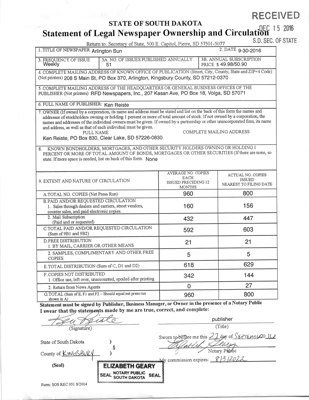 RECEIVED
DEC 15 2016
S.D. SEC. OF STATE
STATE OF SOUTH DAKOTA
Statement of Legal Newspaper Ownership and Circulation
Return to: Secretary of State, 500 E. Capitol, Pierre, SD 57501-5077
1. TITLE OF NEWSPAPER Arlington Sun
2. DATE 9-30-2016
3. FREQUENCY OF ISSUE Weekly
3A. NO. OF ISSUES PUBLISHED ANNUALLY 51
3B. ANNUAL SUBSCRIPTION PRICE $ 49.98/50.90
4. COMPLETE MAILING ADDRESS OF KNOWN OFFICE OF PUBLICATION (Street, City, County, State and ZIP+4 Code)
(Not printers) 208 S Main St, PO Box 370, Arlington, Kingsbury County, SD 57212-0370
5. COMPLETE MAILING ADDRESS OF THE HEADQUARTERS OR GENERAL BUSINESS OFFICES OF THE
PUBLISHERS (Not printers) RFD Newspapers, Inc., 207 Kasan Ave, PO Box 18, Volga, SD 57071
6. FULL NAME OF PUBLISHER: Ken Reiste
7. OWNER (If owned by a corporation, its name and address must be stated and list on the back of this form the names and
addresses of stockholders owning or holding 1 percent or more of total amount of stock. If not owned by a corporation, the
names and addresses of the individual owners must be given. If owned by a partnership or other unincorporated firm, its name
and address, as well as that of each individual must be given.
FULL NAME
COMPLETE MAILING ADDRESS
Ken Reiste, PO Box 600, Clear Lake, SD 57226-0600
8. KNOWN BONDHOLDERS, MORTGAGES, AND OTHER SECURITY HOLDERS OWNING OR HOLDING 1
PERCENT OR MORE OF TOTAL AMOUNT OF BONDS, MORTGAGES OR OTHER SECURITIES (If there are none, so
state. If more space is needed, list on back of this form. None
9. EXTENT AND NATURE OF CIRCULATION
AVERAGE NO. COPIES EACH ISSUED PRECEEDING 12 MONTHS
ACTUAL NO. COPIES ISSUED NEAREST TO FILING DATE
A. TOTAL NO. COPIES (Net Press Run) 960 800
B. PAID AND/OR REQUESTED CIRCULATION
1. Sales through dealers and carriers, street vendors,
counter sales, and paid electronic copies. 160 156
2. Mail Subscription
(Paid and or requested) 432 447
C. TOTAL PAID AND/OR REQUESTED CIRCULATION
(Sum of 9B1 and 9B2) 592 603
D. FREE DISTRIBUTION
1. BY MAIL, CARRIER OR OTHER MEANS 21 21
2. SAMPLES, COMPLIMENTARY AND OTHER FREE
COPIES 5 5
E. TOTAL DISTRIBUTION (Sum of C, D1 and D2) 618 629
F. COPIES NOT DISTRIBUTED
1. Office use, left over, unaccounted, spoiled after printing 342 144
2. Return from News Agents 0 27
G. TOTAL (Sum of E, F1 and F2 - Should equal net press run
shown in A) 960 800
Statement must be signed by Publisher, Business Manager, or Owner in the presence of a Notary Public
I swear that the statements made by me are true, correct, and complete:
Ken Reiste
publisher
(Signature)
(Title)
State of South Dakota )
Sworn to before me this 22 day of September, 16
County of Kingsbury )
Notary Public
(Seal)
My commission expires: 8/31/2022
ELIZABETH GEARY
SEAL NOTARY PUBLIC SEAL
SOUTH DAKOTA
Form: SOS REC 051 9/2014